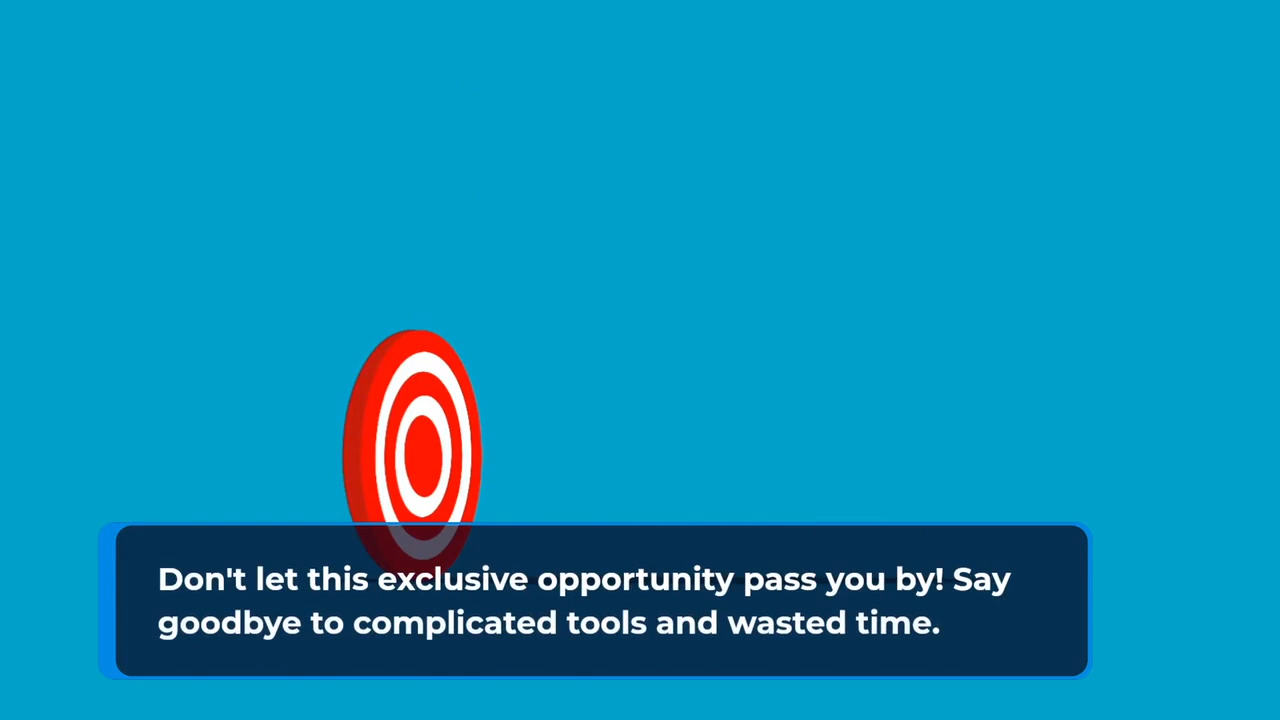 Don't let this exclusive opportunity pass you by! Say
goodbye to complicated tools and wasted time.